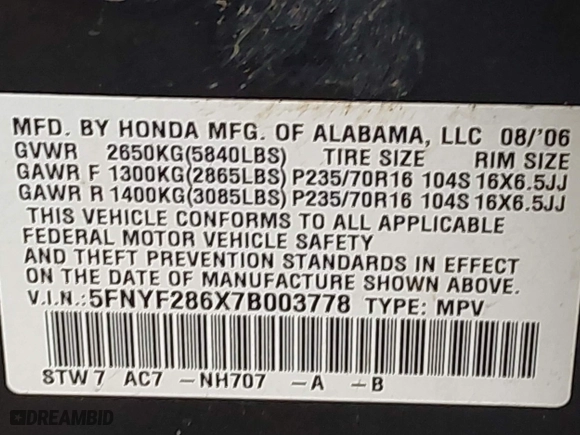 MFD. BY HONDA MFG. OF ALABAMA, LLC 08/'06
GVWR 2650KG(5840LBS) TIRE SIZE RIM SIZE
GAWR F 1300KG(2865LBS) P235/70R16 104S 16X6.5JJ
GAWR R 1400KG(3085LBS) P235/70R16 104S 16X6.5JJ
THIS VEHICLE CONFORMS TO ALL APPLICABLE
FEDERAL MOTOR VEHICLE SAFETY
AND THEFT PREVENTION STANDARDS IN EFFECT
ON THE DATE OF MANUFACTURE SHOWN ABOVE.
V.I.N.:5FNYF286X7B003778 TYPE: MPV
STW7 AC7 -NH707 -A -B
DREAMBID